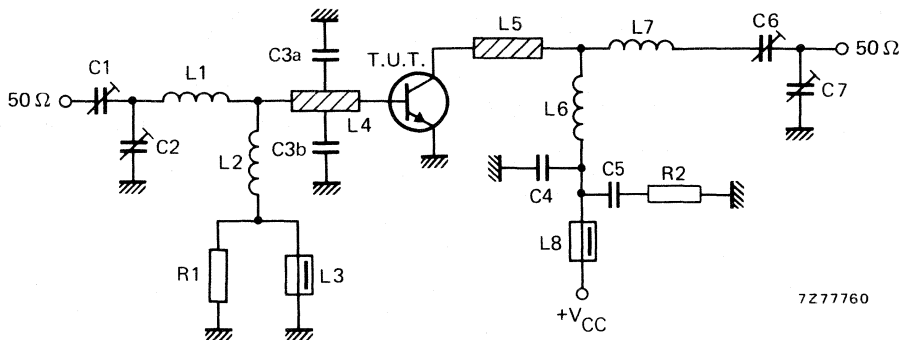 50 Ω
C1
C2
L1
L2
R1
L3
C3a
L4
C3b
T.U.T.
L5
L6
L7
C4
C5
R2
L8
+VCC
C6
C7
50 Ω
7Z77760